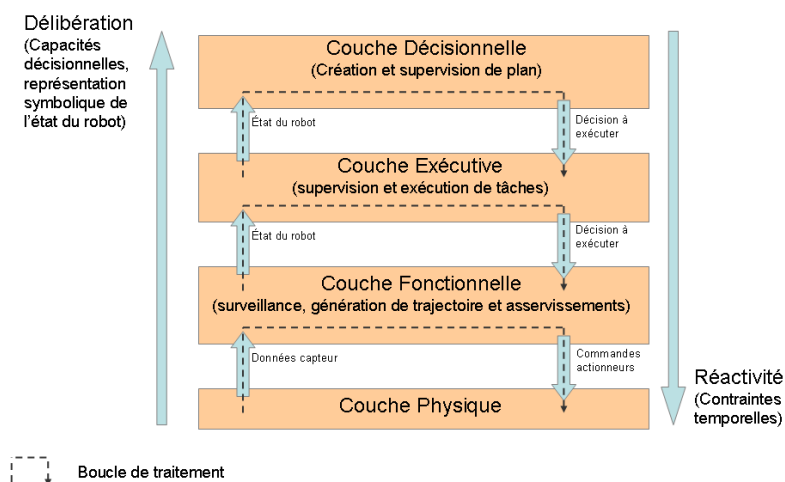 Délibération
(Capacités
décisionnelles,
représentation
symbolique de
l'état du robot)
Couche Décisionnelle
(Création et supervision de plan)
État du robot
Décision à
exécuter
Couche Exécutive
(supervision et exécution de tâches)
État du robot
Décision à
exécuter
Couche Fonctionnelle
(surveillance, génération de trajectoire et asservissements)
Données capteur
Commandes
actionneurs
Couche Physique
Réactivité
(Contraintes
temporelles)
Boucle de traitement